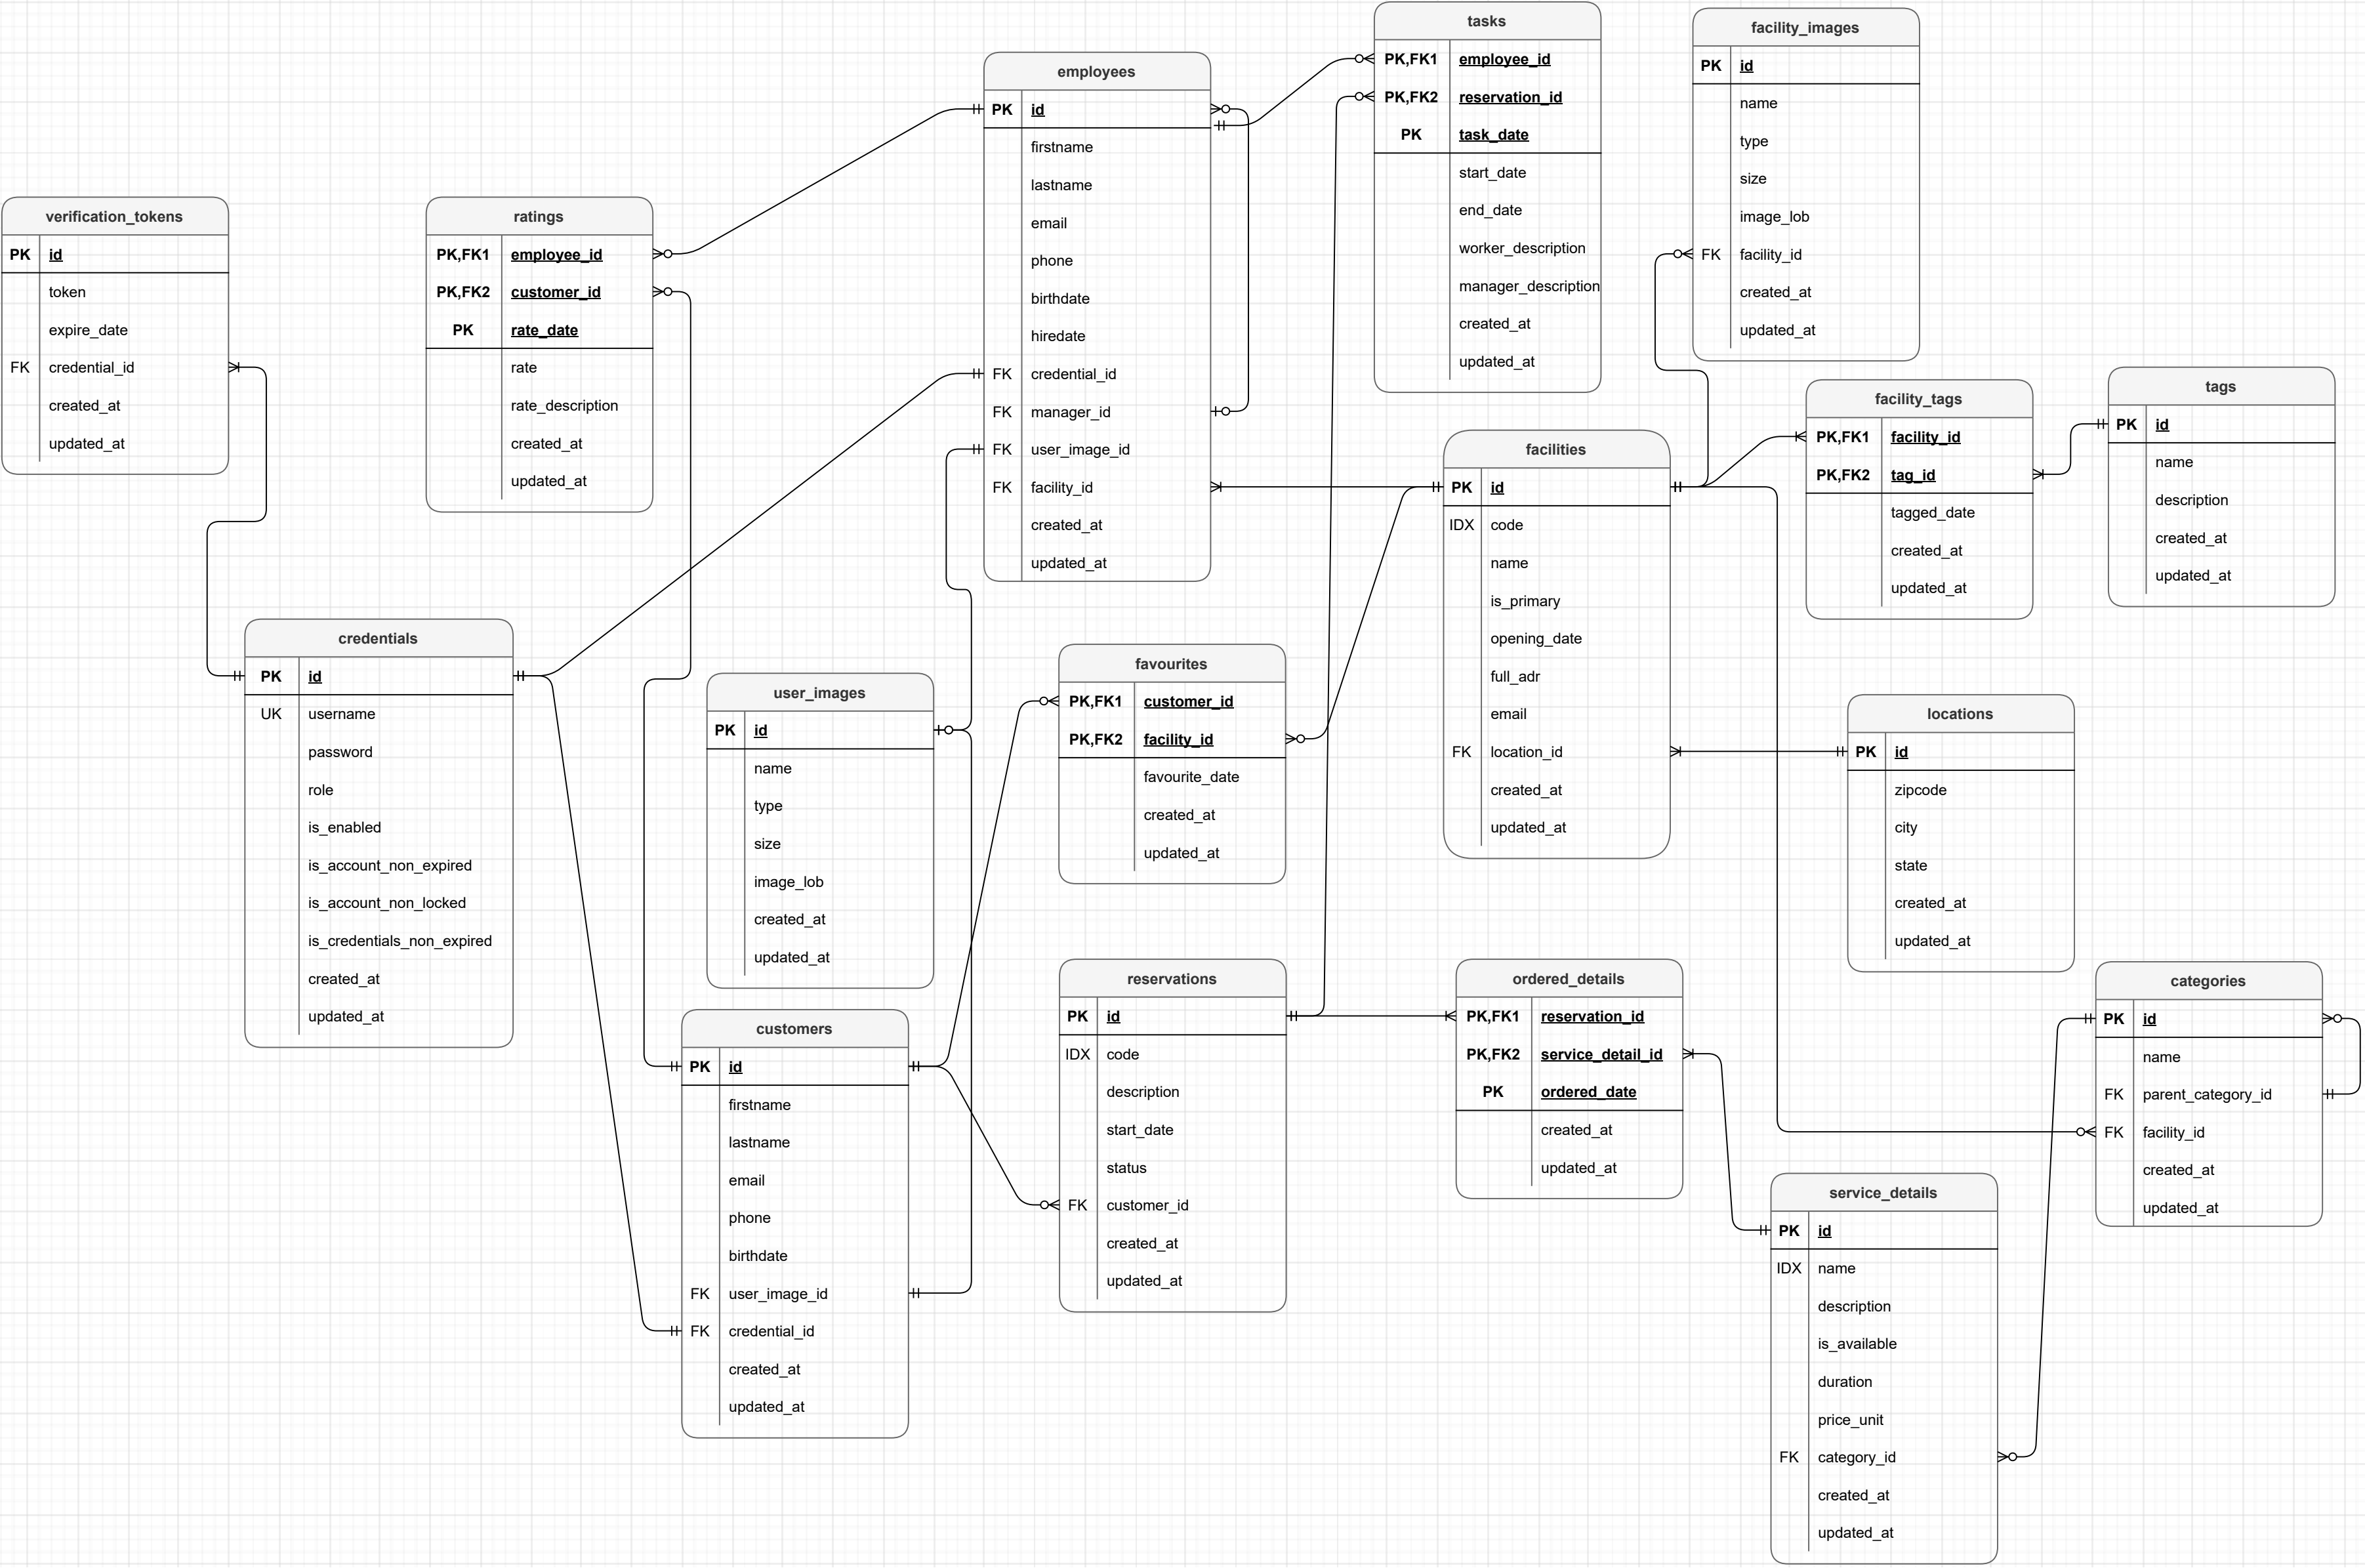 verification_tokens
PK id
token
expire_date
FK credential_id
created_at
updated_at
ratings
PK,FK1 employee_id
PK,FK2 customer_id
PK rate_date
rate
rate_description
created_at
updated_at
employees
PK id
firstname
lastname
email
phone
birthdate
hiredate
FK credential_id
FK manager_id
FK user_image_id
FK facility_id
created_at
updated_at
tasks
PK,FK1 employee_id
PK,FK2 reservation_id
PK task_date
start_date
end_date
worker_description
manager_description
created_at
updated_at
facility_images
PK id
name
type
size
image_lob
FK facility_id
created_at
updated_at
facility_tags
PK,FK1 facility_id
PK,FK2 tag_id
tagged_date
created_at
updated_at
tags
PK id
name
description
created_at
updated_at
facilities
PK id
IDX code
name
is_primary
opening_date
full_adr
email
FK location_id
created_at
updated_at
credentials
PK id
UK username
password
role
is_enabled
is_account_non_expired
is_account_non_locked
is_credentials_non_expired
created_at
updated_at
user_images
PK id
name
type
size
image_lob
created_at
updated_at
favourites
PK,FK1 customer_id
PK,FK2 facility_id
favourite_date
created_at
updated_at
locations
PK id
zipcode
city
state
created_at
updated_at
customers
PK id
firstname
lastname
email
phone
birthdate
FK user_image_id
FK credential_id
created_at
updated_at
reservations
PK id
IDX code
description
start_date
status
FK customer_id
created_at
updated_at
ordered_details
PK,FK1 reservation_id
PK,FK2 service_detail_id
PK ordered_date
created_at
updated_at
categories
PK id
name
FK parent_category_id
FK facility_id
created_at
updated_at
service_details
PK id
IDX name
description
is_available
duration
price_unit
FK category_id
created_at
updated_at